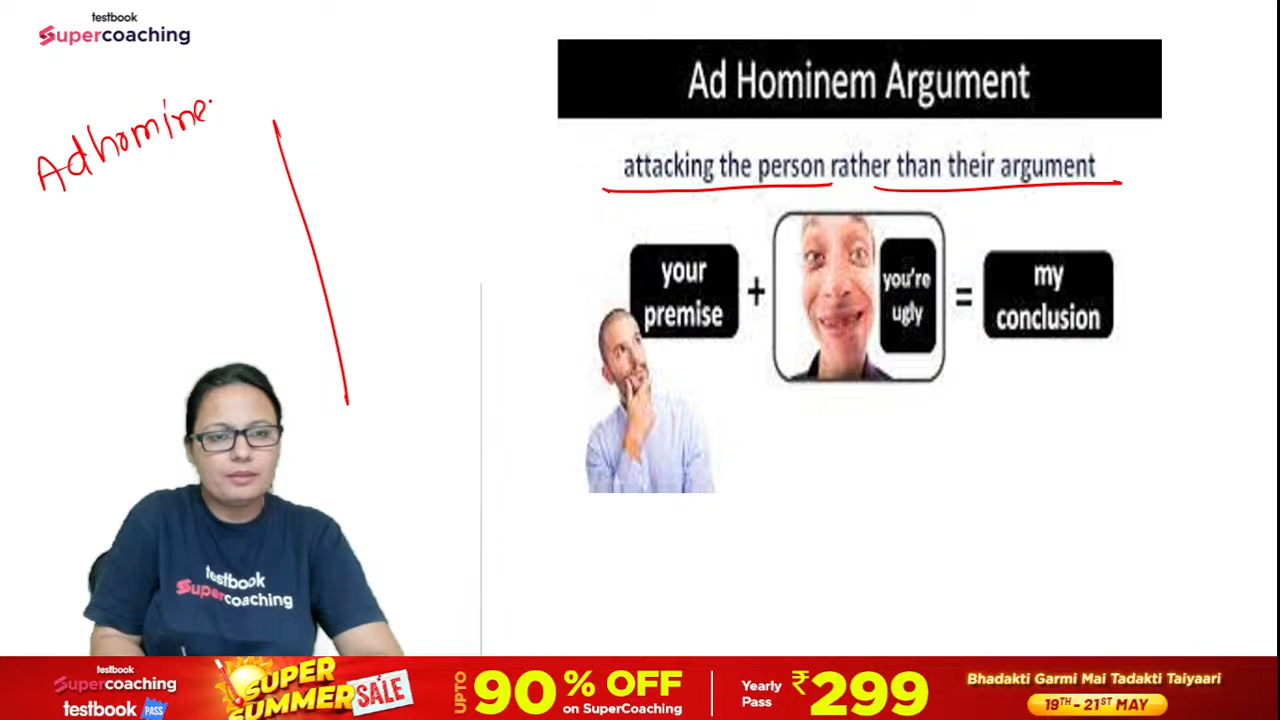 testbook
Supercoaching
Adhomine
Ad Hominem Argument
attacking the person rather than their argument
your
premise
+
you're
ugly
=
my
conclusion
testbook
Supercoaching
testbook
Supercoaching
testbook PASS
SUPER
SUMMER
SALE
UPTO
90% OFF
on SuperCoaching
Yearly
Pass
₹299
Bhadakti Garmi Mai Tadakti Taiyaari
19TH - 21ST MAY